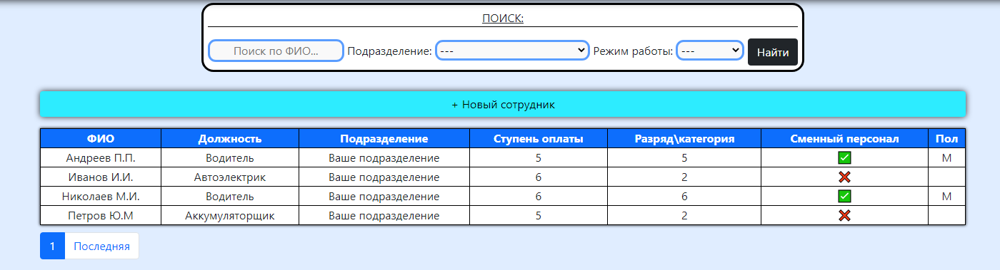 ПОИСК:
Поиск по ФИО... Подразделение: --- Режим работы: --- Найти
+ Новый сотрудник
ФИО Должность Подразделение Ступень оплаты Разряд\категория Сменный персонал Пол
Андреев П.П. Водитель Ваше подразделение 5 5 ✅ М
Иванов И.И. Автоэлектрик Ваше подразделение 6 2 ❌
Николаев М.И. Водитель Ваше подразделение 6 6 ✅ М
Петров Ю.М Аккумуляторщик Ваше подразделение 5 2 ❌
1 Последняя